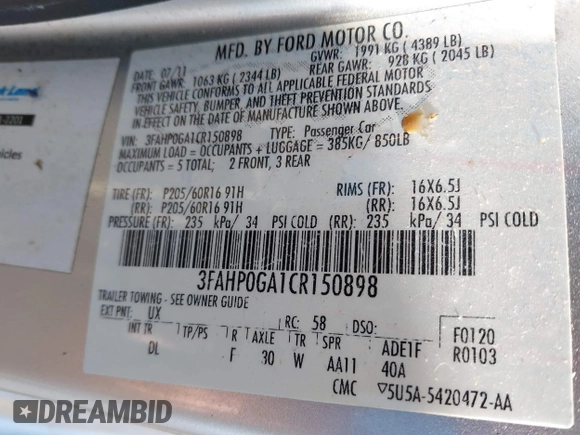 MFD. BY FORD MOTOR CO.
DATE: 07/11 GVWR: 1991 KG ( 4389 LB)
FRONT GAWR: 1063 KG ( 2344 LB) REAR GAWR: 928 KG ( 2045 LB)
THIS VEHICLE CONFORMS TO ALL APPLICABLE FEDERAL MOTOR
VEHICLE SAFETY, BUMPER, AND THEFT PREVENTION STANDARDS
IN EFFECT ON THE DATE OF MANUFACTURE SHOWN ABOVE.
VIN: 3FAHP0GA1CR150898 TYPE: Passenger Car
MAXIMUM LOAD = OCCUPANTS + LUGGAGE = 385KG/ 850LB
OCCUPANTS = 5 TOTAL; 2 FRONT, 3 REAR
TIRE (FR): P205/60R16 91H RIMS (FR): 16X6.5J
(RR): P205/60R16 91H (RR): 16X6.5J
PRESSURE (FR): 235 kPa/ 34 PSI COLD (RR): 235 kPa/ 34 PSI COLD
3FAHP0GA1CR150898
TRAILER TOWING - SEE OWNER GUIDE
EXT PNT: UX RC: 58 DSO: F0120
INT TR TP/PS R AXLE TR SPR ADE1F R0103
DL F 30 W AA11 40A
CMC ▽5U5A-5420472-AA
hicles
DREAMBID